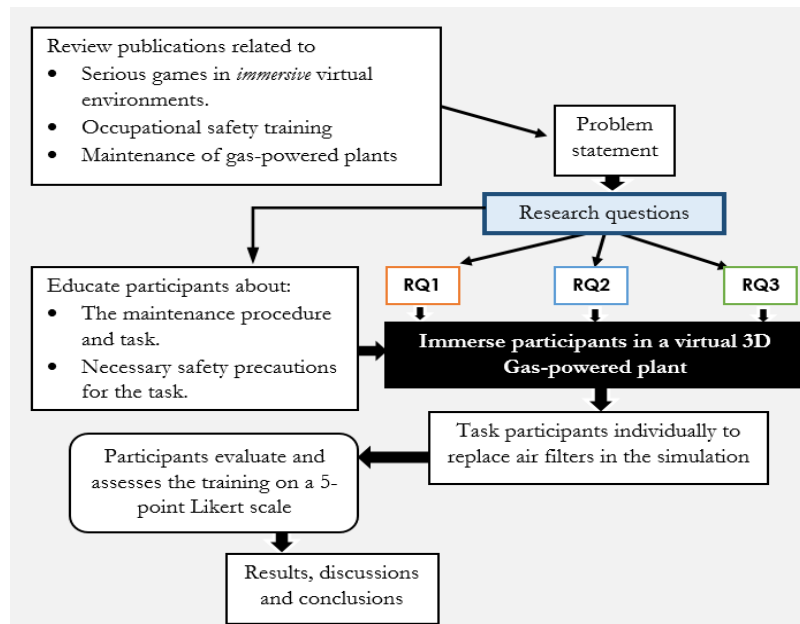 Review publications related to
• Serious games in immersive virtual
environments.
• Occupational safety training
• Maintenance of gas-powered plants
Problem
statement
Research questions
RQ1
RQ2
RQ3
Educate participants about:
• The maintenance procedure
and task.
• Necessary safety precautions
for the task.
Immerse participants in a virtual 3D
Gas-powered plant
Task participants individually to
replace air filters in the simulation
Participants evaluate and
assesses the training on a 5-
point Likert scale
Results, discussions
and conclusions